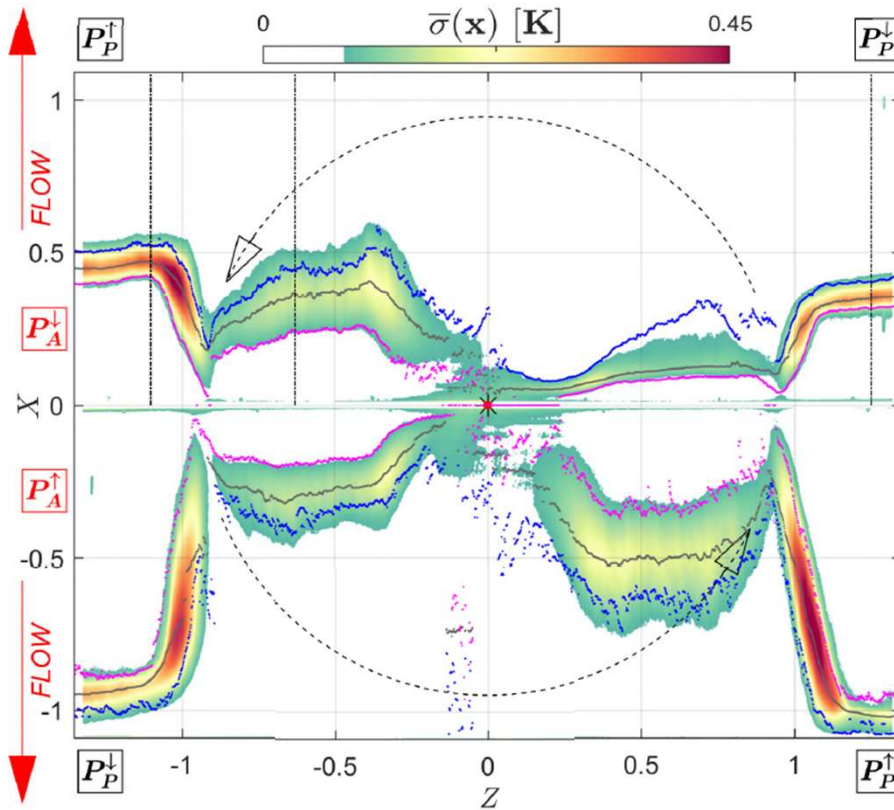 0 σ̅(x) [K] 0.45
P_P^↑
P_P^↓
FLOW
1
0.5
P_A^↓
X
0
P_A^↑
-0.5
FLOW
-1
P_P^↓
-1 -0.5 0 0.5 1
P_P^↑
Z